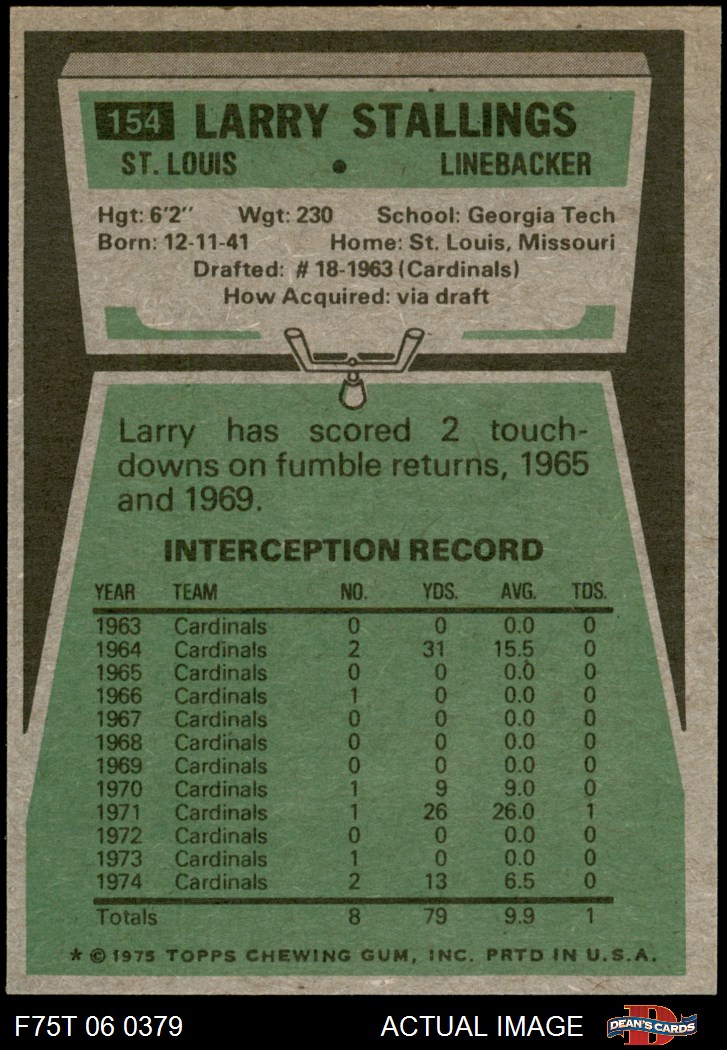 154 LARRY STALLINGS
ST. LOUIS • LINEBACKER
Hgt: 6'2" Wgt: 230 School: Georgia Tech
Born: 12-11-41 Home: St. Louis, Missouri
Drafted: # 18-1963 (Cardinals)
How Acquired: via draft
Larry has scored 2 touch-
downs on fumble returns, 1965
and 1969.
INTERCEPTION RECORD
YEAR TEAM NO. YDS. AVG. TDS.
1963 Cardinals 0 0 0.0 0
1964 Cardinals 2 31 15.5 0
1965 Cardinals 0 0 0.0 0
1966 Cardinals 1 0 0.0 0
1967 Cardinals 0 0 0.0 0
1968 Cardinals 0 0 0.0 0
1969 Cardinals 0 0 0.0 0
1970 Cardinals 1 9 9.0 0
1971 Cardinals 1 26 26.0 1
1972 Cardinals 0 0 0.0 0
1973 Cardinals 1 0 0.0 0
1974 Cardinals 2 13 6.5 0
Totals 8 79 9.9 1
* © 1975 TOPPS CHEWING GUM, INC. PRTD IN U.S.A.
F75T 06 0379 ACTUAL IMAGE D DEAN'S CARDS